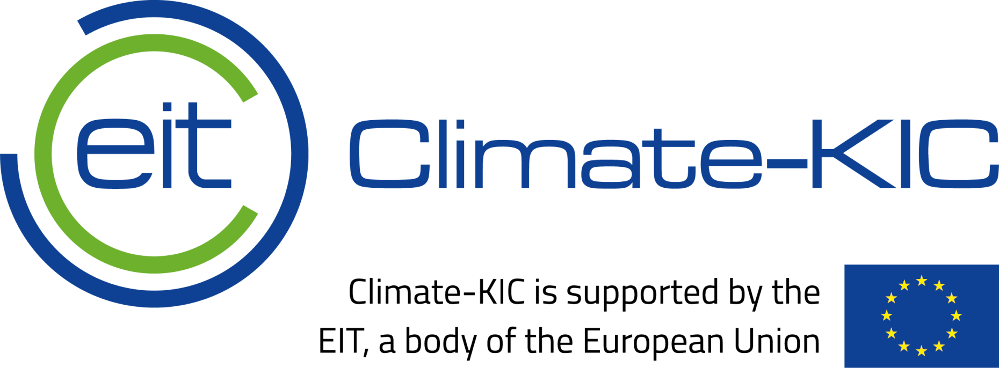 eit Climate-KIC
Climate-KIC is supported by the
EIT, a body of the European Union